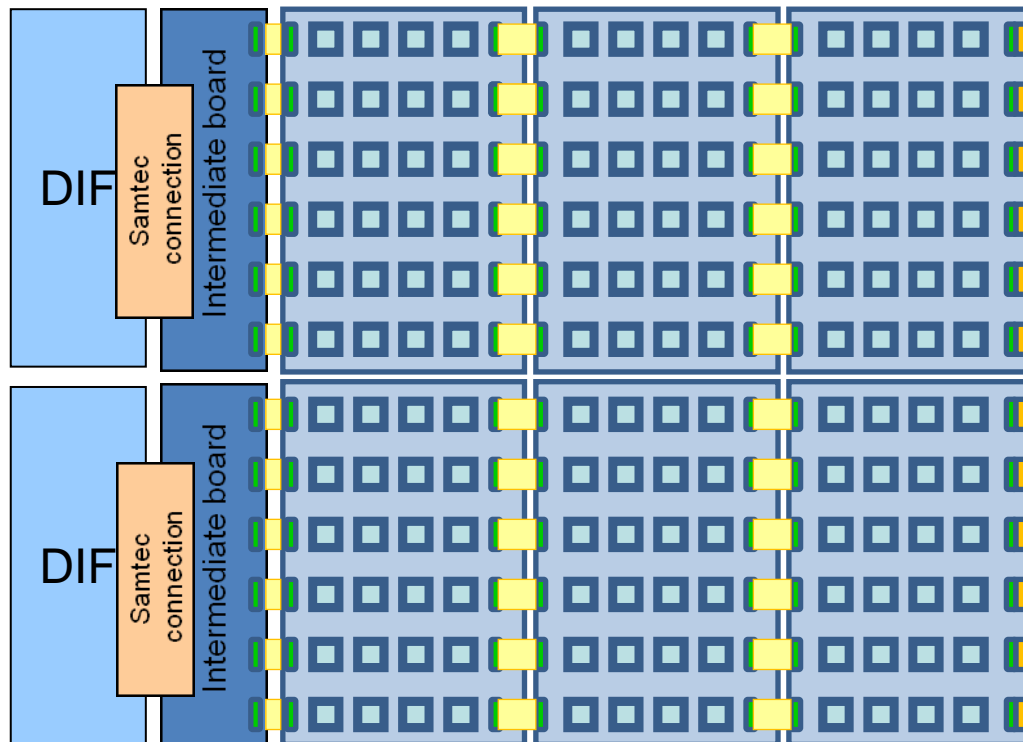 DIF
Samtec
connection
Intermediate board
DIF
Samtec
connection
Intermediate board